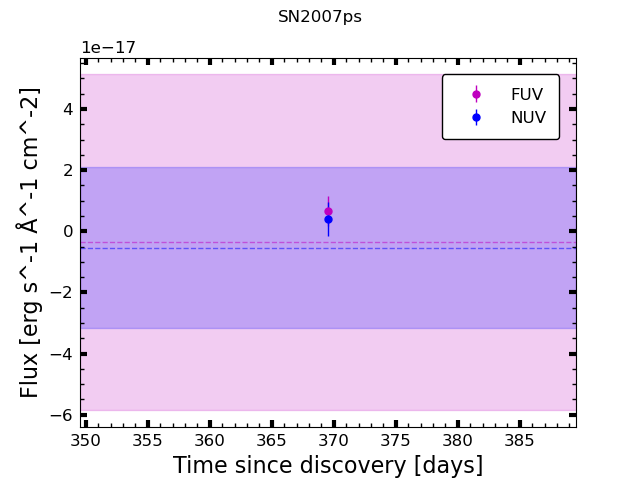 SN2007ps
1e−17
FUV
NUV
4
2
0
−2
−4
−6
Flux [erg s^-1 Å^-1 cm^-2]
350 355 360 365 370 375 380 385
Time since discovery [days]